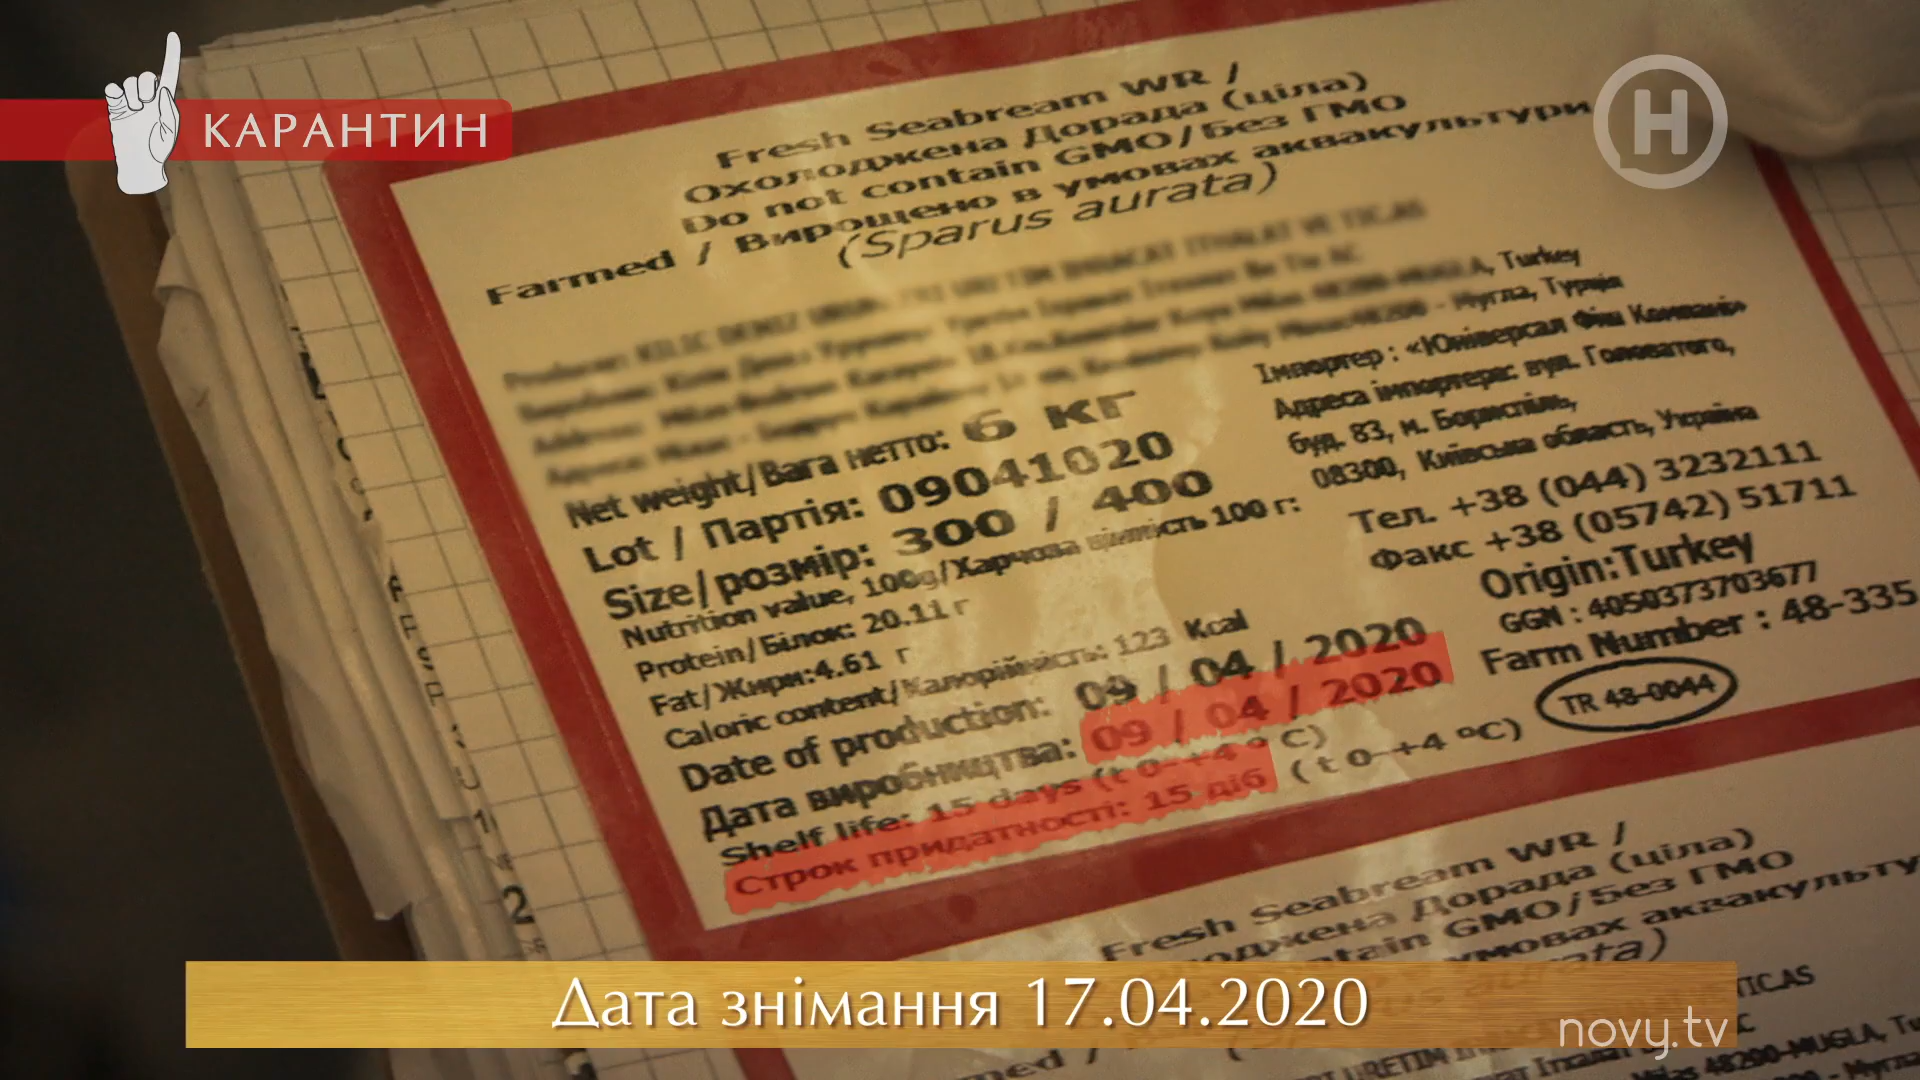 КАРАНТИН
Н
Fresh Seabream WR /
Охолоджена Дорада (ціла)
Do not contain GMO/Без ГМО
Farmed / Вирощено в умовах аквакультури
(Sparus aurata)
Turkey
Мугла, Турція
Імпортер : «Юніверсал Фіш Компані»
Адреса імпортера: вул. Головатого,
буд. 83, м. Бориспіль,
08300, Київська область, Україна
Тел. +38 (044) 3232111
Факс +38 (05742) 51711
Origin:Turkey
GGN : 4050373703677
Farm Number : 48-335
TR 48-0044
Net weight/Вага нетто: 6 кг
Lot / Партія: 09041020
Size/розмір: 300 / 400
Nutrition value, 100g/Харчова цінність 100 г:
Protein/Білок: 20.11 г
Fat/Жири:4.61 г
Caloric content/Калорійність: 123 Kcal
Date of production: 09 / 04 / 2020
Дата виробництва: 09 / 04 / 2020
Shelf life: 15 days (t 0-+4 ° C)
Строк придатності: 15 діб ( t 0-+4 °C)
Fresh Seabream WR /
Дорада (ціла)
contain GMO/Без ГМО
умовах аквакульту
Дата знімання 17.04.2020
novy.tv